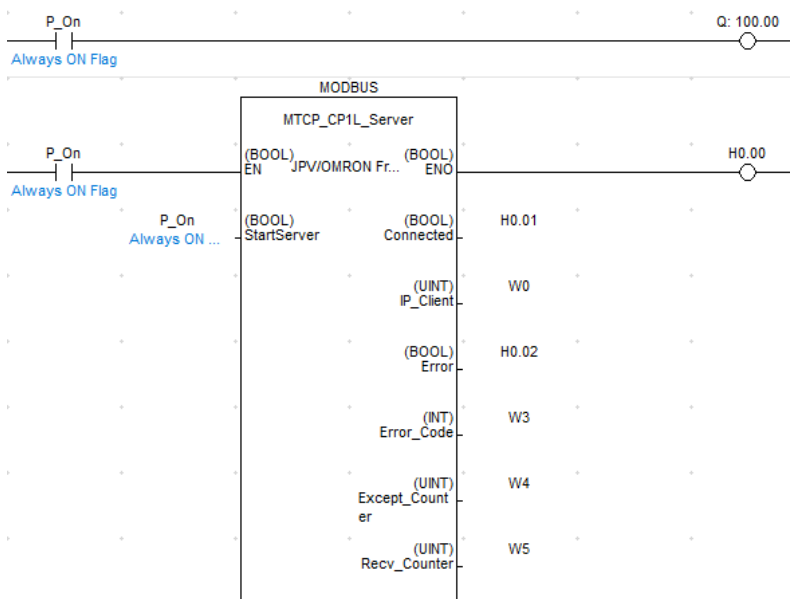 P_On
Q: 100.00
Always ON Flag
MODBUS
MTCP_CP1L_Server
P_On
(BOOL)
EN
JPV/OMRON Fr...
(BOOL)
ENO
H0.00
Always ON Flag
P_On
Always ON ...
(BOOL)
StartServer
(BOOL)
Connected
H0.01
(UINT)
IP_Client
W0
(BOOL)
Error
H0.02
(INT)
Error_Code
W3
(UINT)
Except_Count
er
W4
(UINT)
Recv_Counter
W5